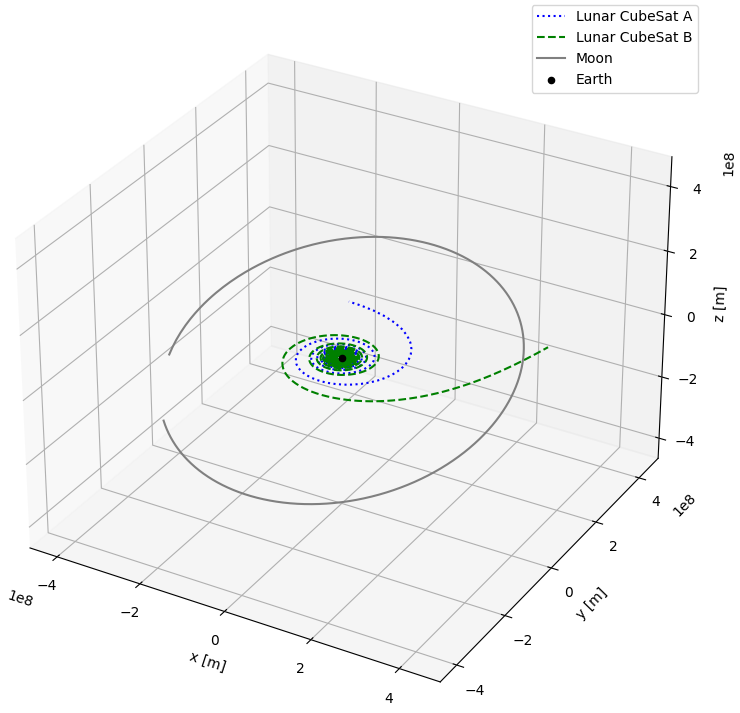 Lunar CubeSat A
Lunar CubeSat B
Moon
Earth
1e8
4
2
0
−2
−4
z [m]
1e8
4
2
0
−2
−4
y [m]
1e8
−4
−2
0
2
4
x [m]